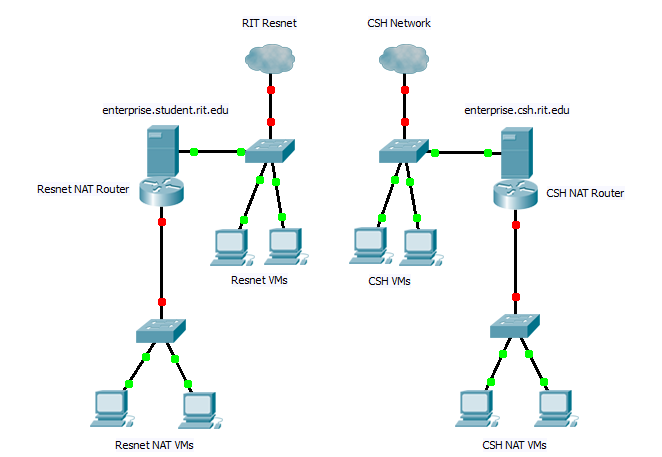 RIT Resnet
CSH Network
enterprise.student.rit.edu
enterprise.csh.rit.edu
Resnet NAT Router
CSH NAT Router
Resnet VMs
CSH VMs
Resnet NAT VMs
CSH NAT VMs